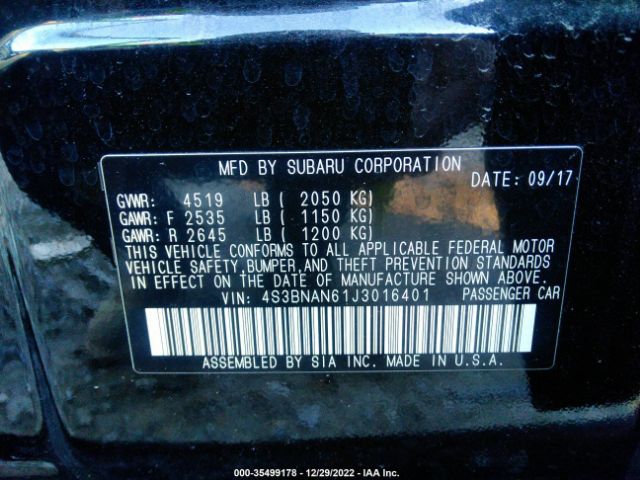 MFD BY SUBARU CORPORATION
DATE: 09/17
GVWR: 4519 LB ( 2050 KG)
GAWR: F 2535 LB ( 1150 KG)
GAWR: R 2645 LB ( 1200 KG)
THIS VEHICLE CONFORMS TO ALL APPLICABLE FEDERAL MOTOR
VEHICLE SAFETY, BUMPER, AND THEFT PREVENTION STANDARDS
IN EFFECT ON THE DATE OF MANUFACTURE SHOWN ABOVE.
VIN: 4S3BNAN61J3016401 PASSENGER CAR
ASSEMBLED BY SIA INC. MADE IN U.S.A.
000-35499178 - 12/29/2022 - IAA Inc.